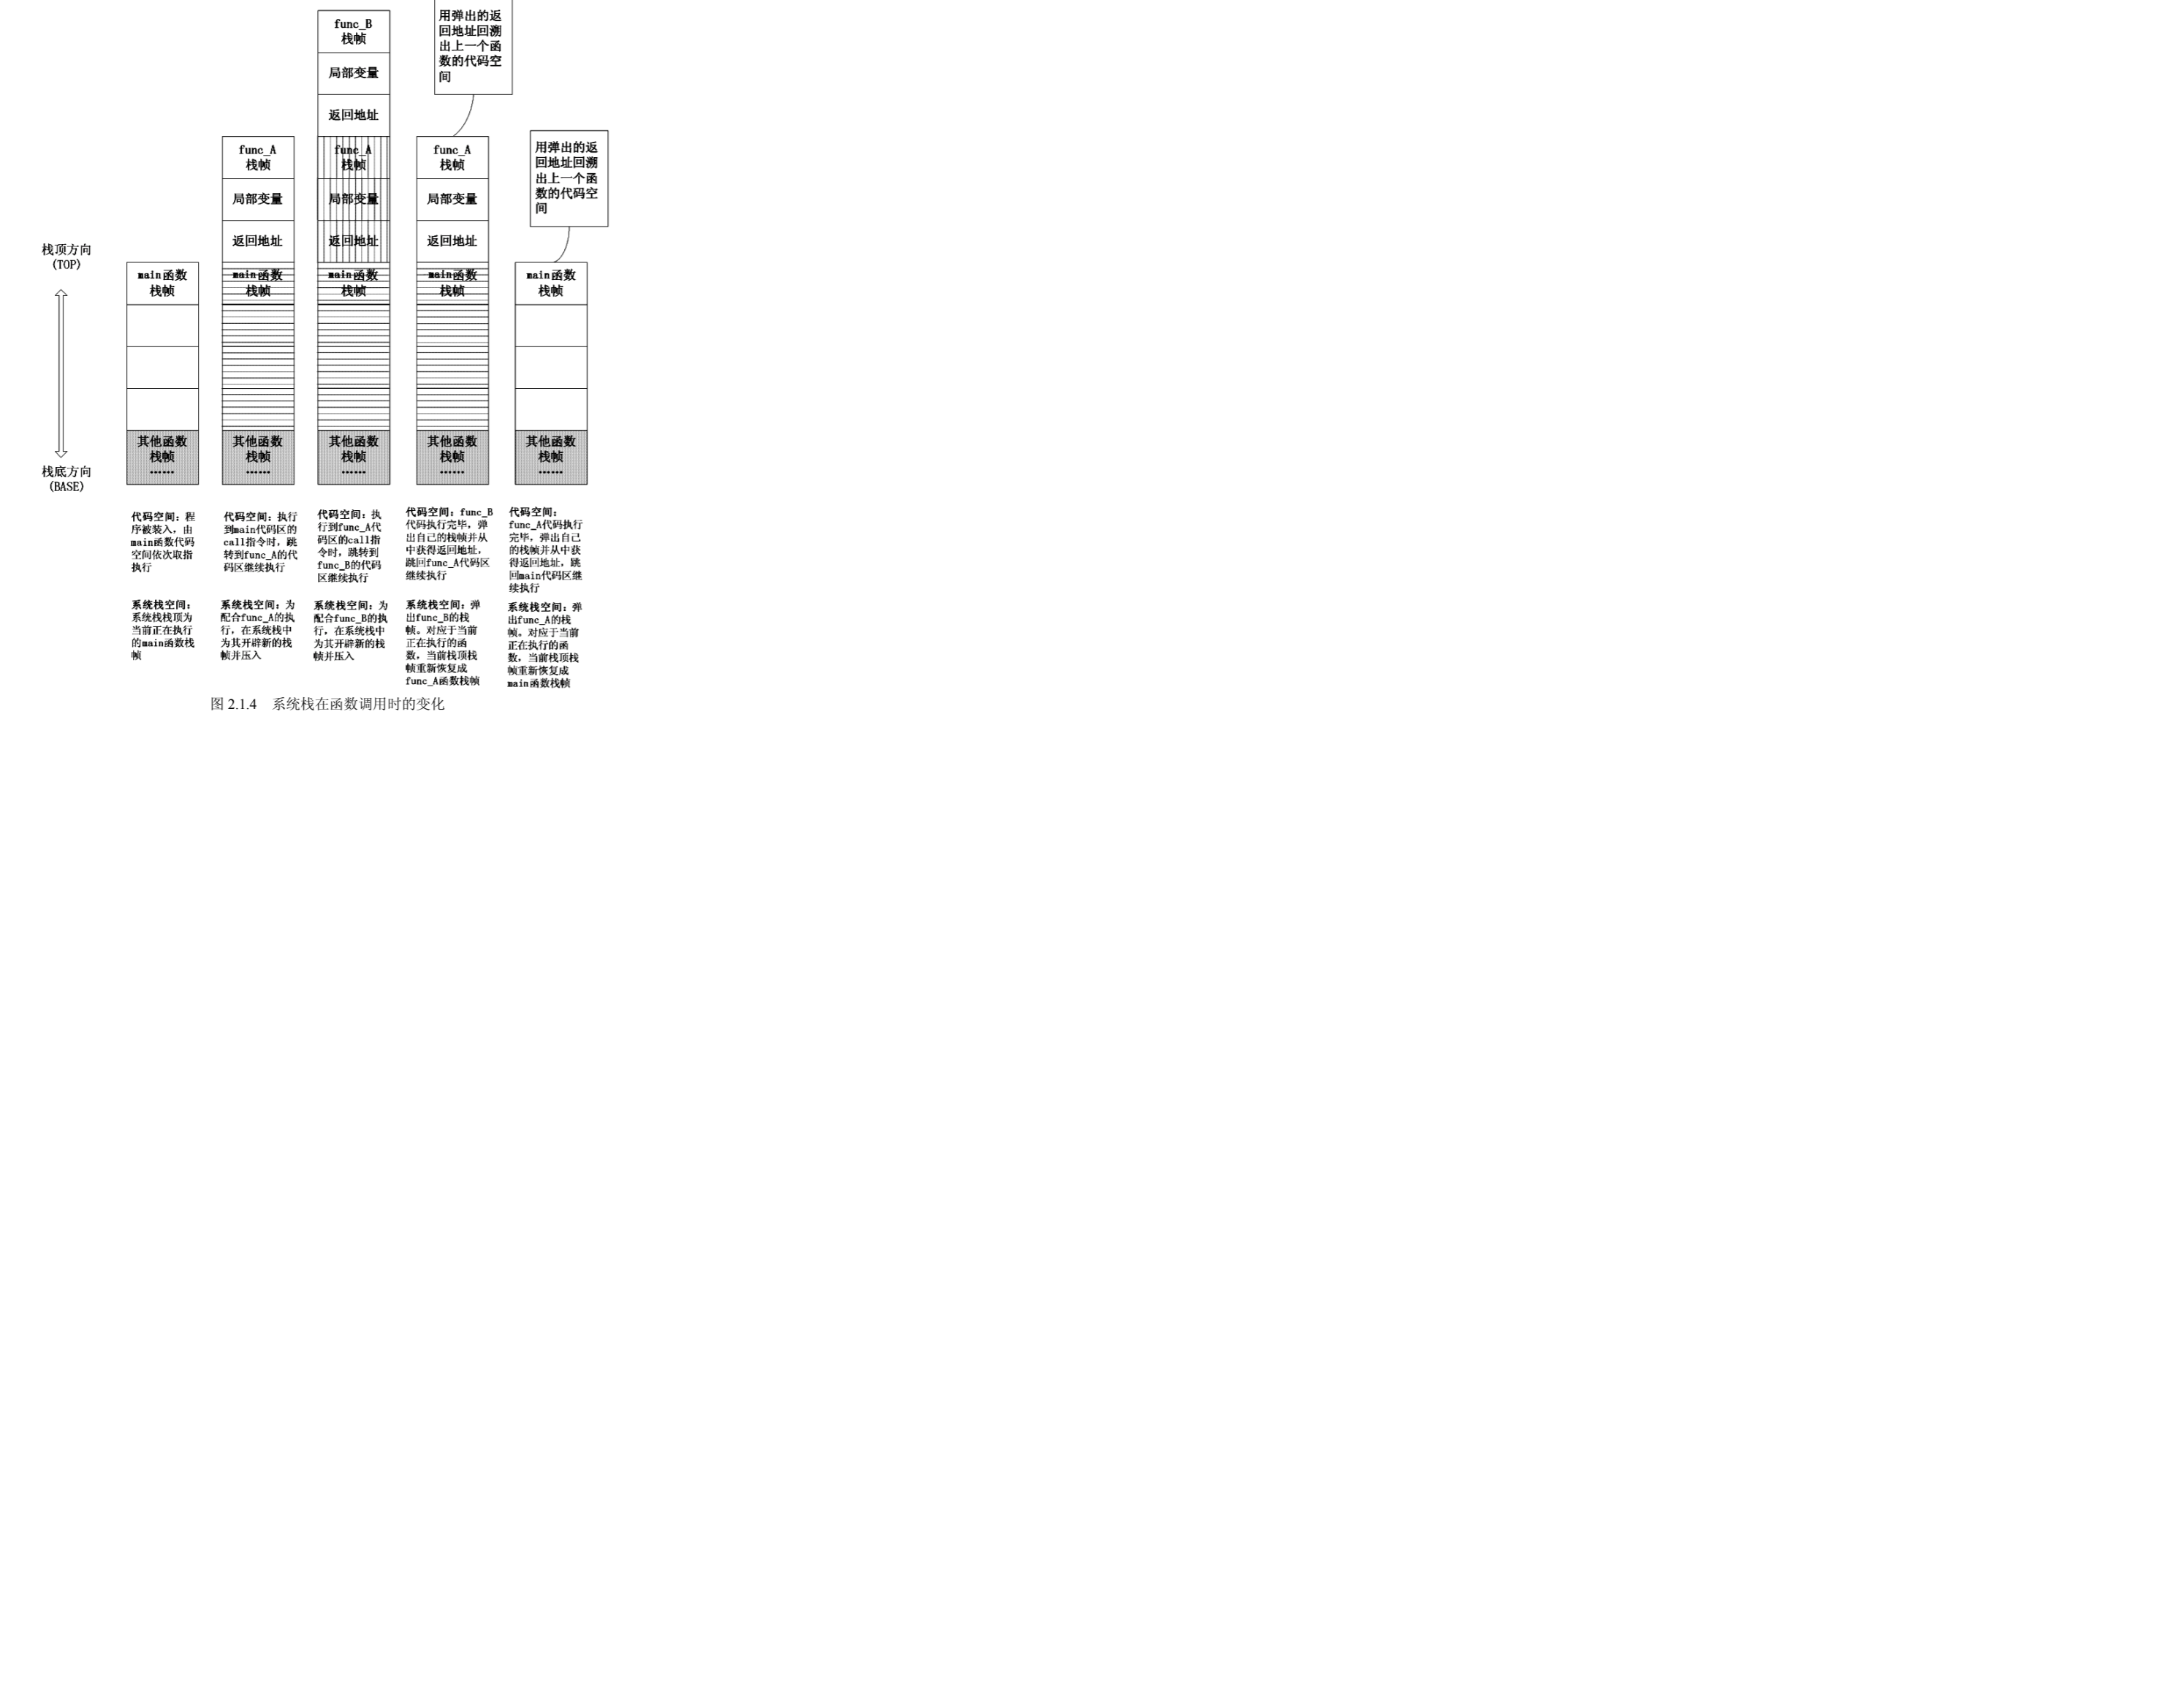 func_B
栈帧
局部变量
返回地址
用弹出的返
回地址回溯
出上一个函
数的代码空
间
func_A
栈帧
局部变量
返回地址
func_A
栈帧
局部变量
返回地址
func_A
栈帧
局部变量
返回地址
用弹出的返
回地址回溯
出上一个函
数的代码空
间
栈顶方向
(TOP)
栈底方向
(BASE)
main函数
栈帧
main函数
栈帧
main函数
栈帧
main函数
栈帧
main函数
栈帧
其他函数
栈帧
……
其他函数
栈帧
……
其他函数
栈帧
……
其他函数
栈帧
……
其他函数
栈帧
……
代码空间：程
序被装入，由
main函数代码
空间依次取指
执行
代码空间：执行
到main代码区的
call指令时，跳
转到func_A的代
码区继续执行
代码空间：执
行到func_A代
码区的call指
令时，跳转到
func_B的代码
区继续执行
代码空间：func_B
代码执行完毕，弹
出自己的栈帧并从
中获得返回地址，
跳回func_A代码区
继续执行
代码空间：
func_A代码执行
完毕，弹出自己
的栈帧并从中获
得返回地址，跳
回main代码区继
续执行
系统栈空间：
系统栈栈顶为
当前正在执行
的main函数栈
帧
系统栈空间：为
配合func_A的执
行，在系统栈中
为其开辟新的栈
帧并压入
系统栈空间：为
配合func_B的执
行，在系统栈中
为其开辟新的栈
帧并压入
系统栈空间：弹
出func_B的栈
帧。对应于当前
正在执行的函
数，当前栈顶栈
帧重新恢复成
func_A函数栈帧
系统栈空间：弹
出func_A的栈
帧。对应于当前
正在执行的函
数，当前栈顶栈
帧重新恢复成
main函数栈帧
图 2.1.4 系统栈在函数调用时的变化